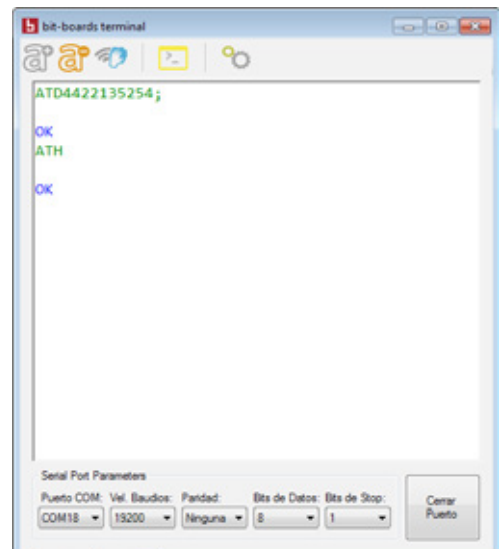 bit-boards terminal
ATD4422135254;
OK
ATH
OK
Serial Port Parameters
Puerto COM: Vel. Baudios: Paridad: Bits de Datos: Bits de Stop:
COM18 19200 Ninguna 8 1
Cerrar
Puerto